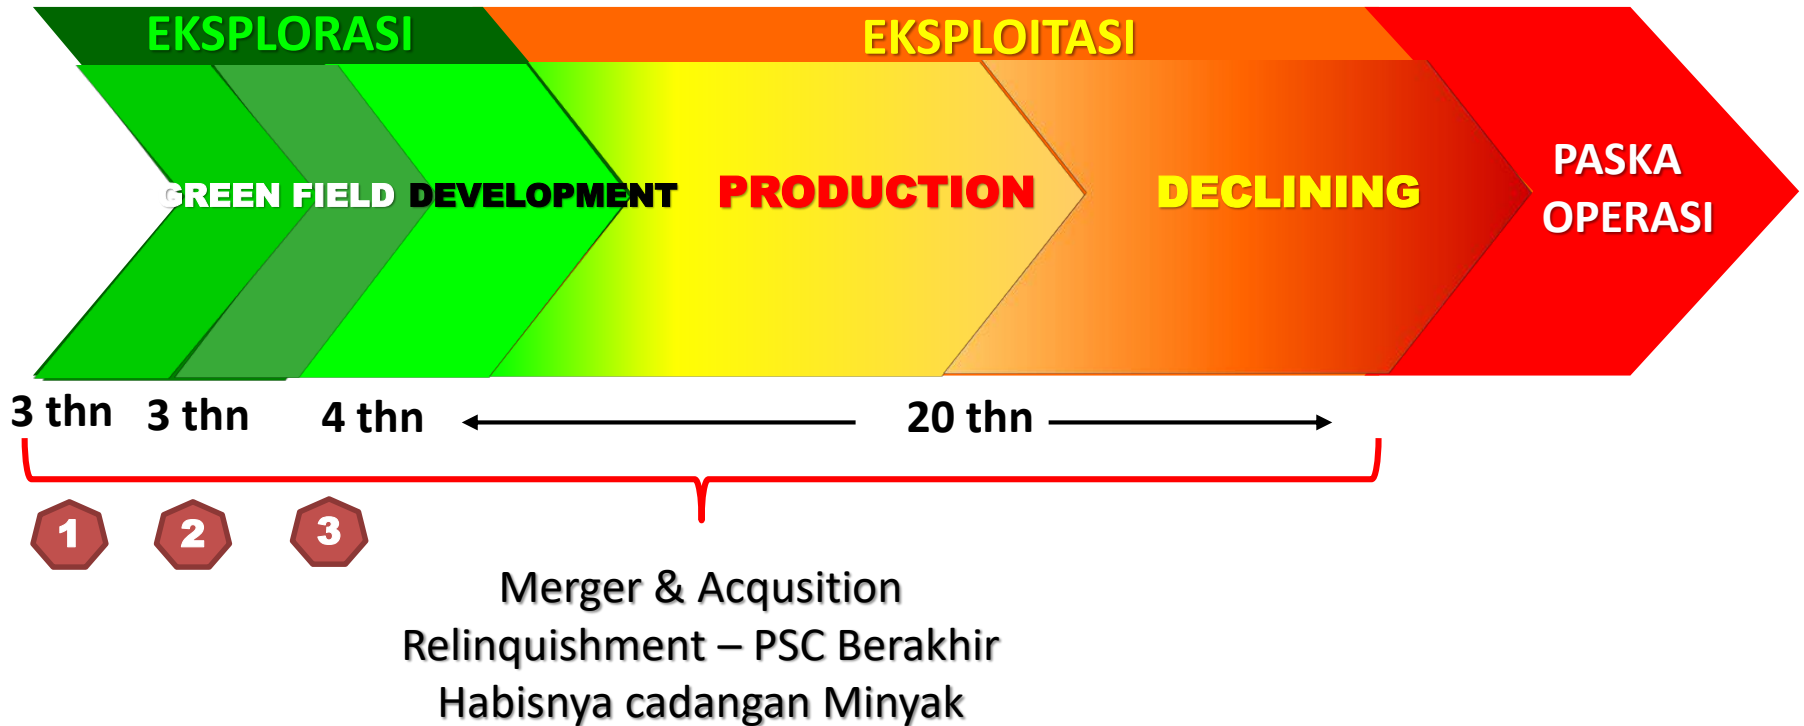 EKSPLORASI
EKSPLOITASI
GREEN FIELD
DEVELOPMENT
PRODUCTION
DECLINING
PASKA
OPERASI
3 thn
3 thn
4 thn
20 thn
1
2
3
Merger & Acqusition
Relinquishment – PSC Berakhir
Habisnya cadangan Minyak